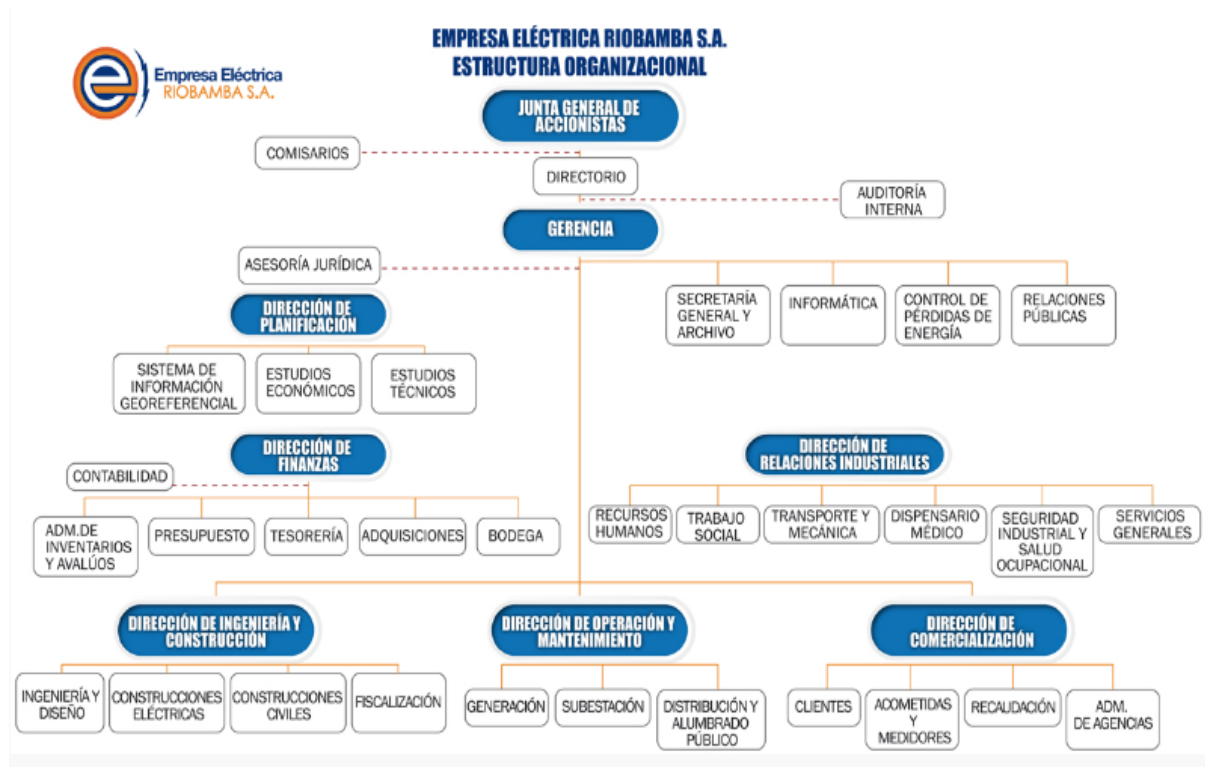 EMPRESA ELÉCTRICA RIOBAMBA S.A.
ESTRUCTURA ORGANIZACIONAL
e
Empresa Eléctrica
RIOBAMBA S.A.
JUNTA GENERAL DE
ACCIONISTAS
COMISARIOS
DIRECTORIO
AUDITORÍA
INTERNA
GERENCIA
ASESORÍA JURÍDICA
SECRETARÍA
GENERAL Y
ARCHIVO
INFORMÁTICA
CONTROL DE
PÉRDIDAS DE
ENERGÍA
RELACIONES
PÚBLICAS
DIRECCIÓN DE
PLANIFICACIÓN
SISTEMA DE
INFORMACIÓN
GEOREFERENCIAL
ESTUDIOS
ECONÓMICOS
ESTUDIOS
TÉCNICOS
DIRECCIÓN DE
FINANZAS
CONTABILIDAD
ADM.DE
INVENTARIOS
Y AVALÚOS
PRESUPUESTO
TESORERÍA
ADQUISICIONES
BODEGA
DIRECCIÓN DE
RELACIONES INDUSTRIALES
RECURSOS
HUMANOS
TRABAJO
SOCIAL
TRANSPORTE Y
MECÁNICA
DISPENSARIO
MÉDICO
SEGURIDAD
INDUSTRIAL Y
SALUD
OCUPACIONAL
SERVICIOS
GENERALES
DIRECCIÓN DE INGENIERÍA Y
CONSTRUCCIÓN
INGENIERÍA Y
DISEÑO
CONSTRUCCIONES
ELÉCTRICAS
CONSTRUCCIONES
CIVILES
FISCALIZACIÓN
DIRECCIÓN DE OPERACIÓN Y
MANTENIMIENTO
GENERACIÓN
SUBESTACIÓN
DISTRIBUCIÓN Y
ALUMBRADO
PÚBLICO
DIRECCIÓN DE
COMERCIALIZACIÓN
CLIENTES
ACOMETIDAS
Y
MEDIDORES
RECAUDACIÓN
ADM.
DE AGENCIAS